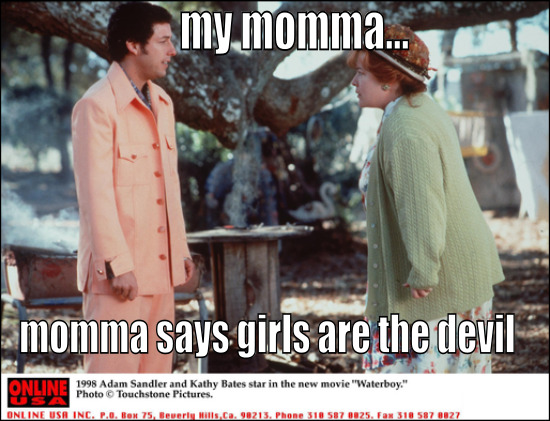 my momma...
momma says girls are the devil
ONLINE
USA
1998 Adam Sandler and Kathy Bates star in the new movie "Waterboy."
Photo © Touchstone Pictures.
ONLINE USA INC. P.O. Box 75, Beverly Hills,Ca. 90213. Phone 310 587 0025. Fax 310 587 0027